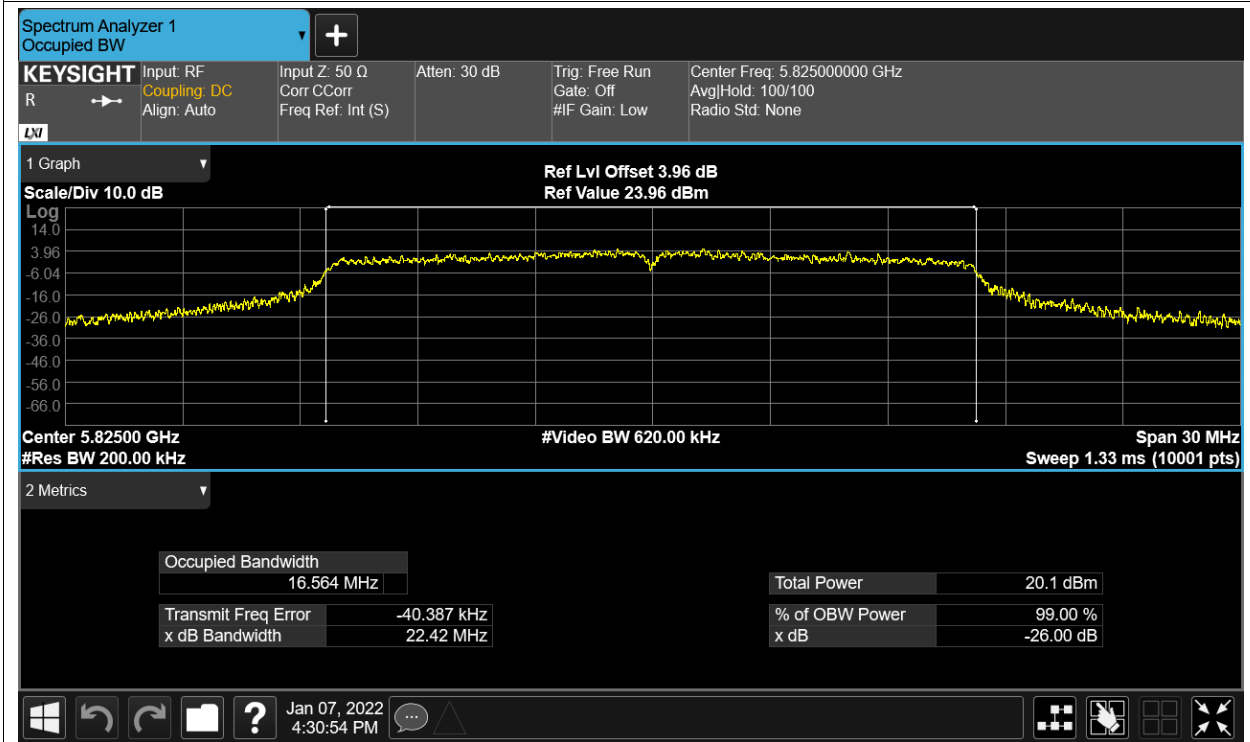 Spectrum Analyzer 1
Occupied BW
KEYSIGHT
R
LXI
Input: RF
Coupling: DC
Align: Auto
Input Z: 50 Ω
Corr CCorr
Freq Ref: Int (S)
Atten: 30 dB
Trig: Free Run
Gate: Off
#IF Gain: Low
Center Freq: 5.825000000 GHz
Avg|Hold: 100/100
Radio Std: None
1 Graph
Scale/Div 10.0 dB
Ref Lvl Offset 3.96 dB
Ref Value 23.96 dBm
Log
14.0
3.96
-6.04
-16.0
-26.0
-36.0
-46.0
-56.0
-66.0
Center 5.82500 GHz
#Res BW 200.00 kHz
#Video BW 620.00 kHz
Span 30 MHz
Sweep 1.33 ms (10001 pts)
2 Metrics
Occupied Bandwidth
16.564 MHz
Transmit Freq Error -40.387 kHz
x dB Bandwidth 22.42 MHz
Total Power 20.1 dBm
% of OBW Power 99.00 %
x dB -26.00 dB
?
Jan 07, 2022
4:30:54 PM